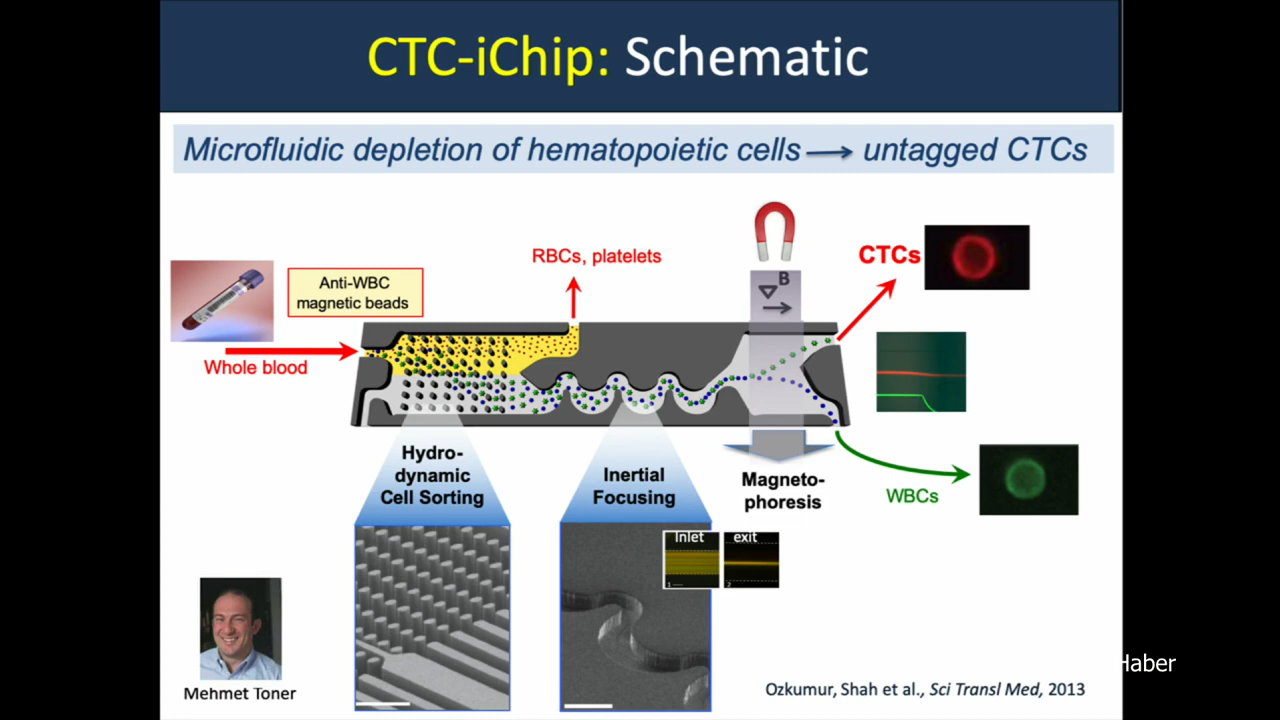 CTC-iChip: Schematic
Microfluidic depletion of hematopoietic cells → untagged CTCs
Anti-WBC
magnetic beads
Whole blood
RBCs, platelets
B
CTCs
WBCs
Hydro-
dynamic
Cell Sorting
Inertial
Focusing
Magneto-
phoresis
Inlet
exit
1
2
Mehmet Toner
Haber
Ozkumur, Shah et al., Sci Transl Med, 2013